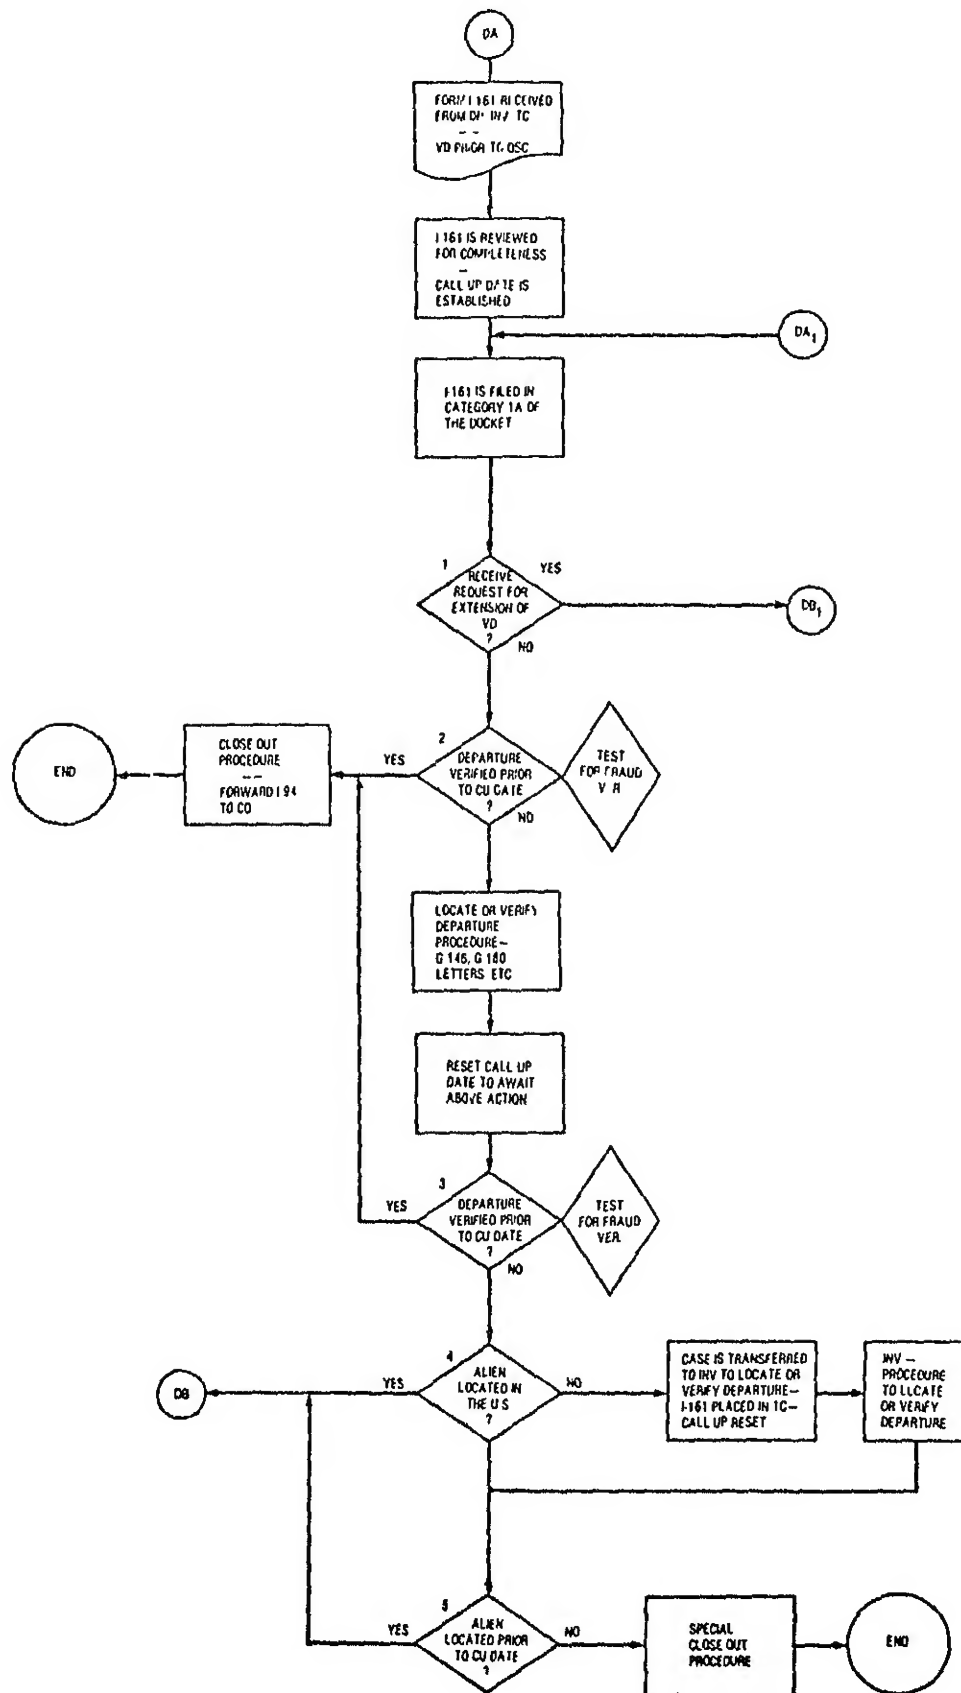 DA
FORM I 161 RECEIVED
FROM
VD PRIOR TO OSC
I 161 IS REVIEWED
FOR COMPLETENESS
—
CALL UP DATE IS
ESTABLISHED
DA1
I-161 IS FILED IN
CATEGORY 1A OF
THE DOCKET
1
YES
RECEIVE
REQUEST FOR
EXTENSION OF
VD
?
NO
DB1
END
CLOSE OUT
PROCEDURE
— —
FORWARD I 94
TO CO
YES
2
DEPARTURE
VERIFIED PRIOR
TO CU DATE
?
NO
TEST
FOR FRAUD
LOCATE OR VERIFY
DEPARTURE
PROCEDURE—
G 146, G 180
LETTERS ETC
RESET CALL UP
DATE TO AWAIT
ABOVE ACTION
YES
3
DEPARTURE
VERIFIED PRIOR
TO CU DATE
?
NO
TEST
FOR FRAUD
VER.
DB
YES
4
ALIEN
LOCATED IN
THE U S
?
NO
CASE IS TRANSFERRED
TO INV TO LOCATE OR
VERIFY DEPARTURE—
I-161 PLACED IN 1C—
CALL UP RESET
INV —
PROCEDURE
TO LOCATE
OR VERIFY
DEPARTURE
YES
5
ALIEN
LOCATED PRIOR
TO CU DATE
?
NO
SPECIAL
CLOSE OUT
PROCEDURE
END